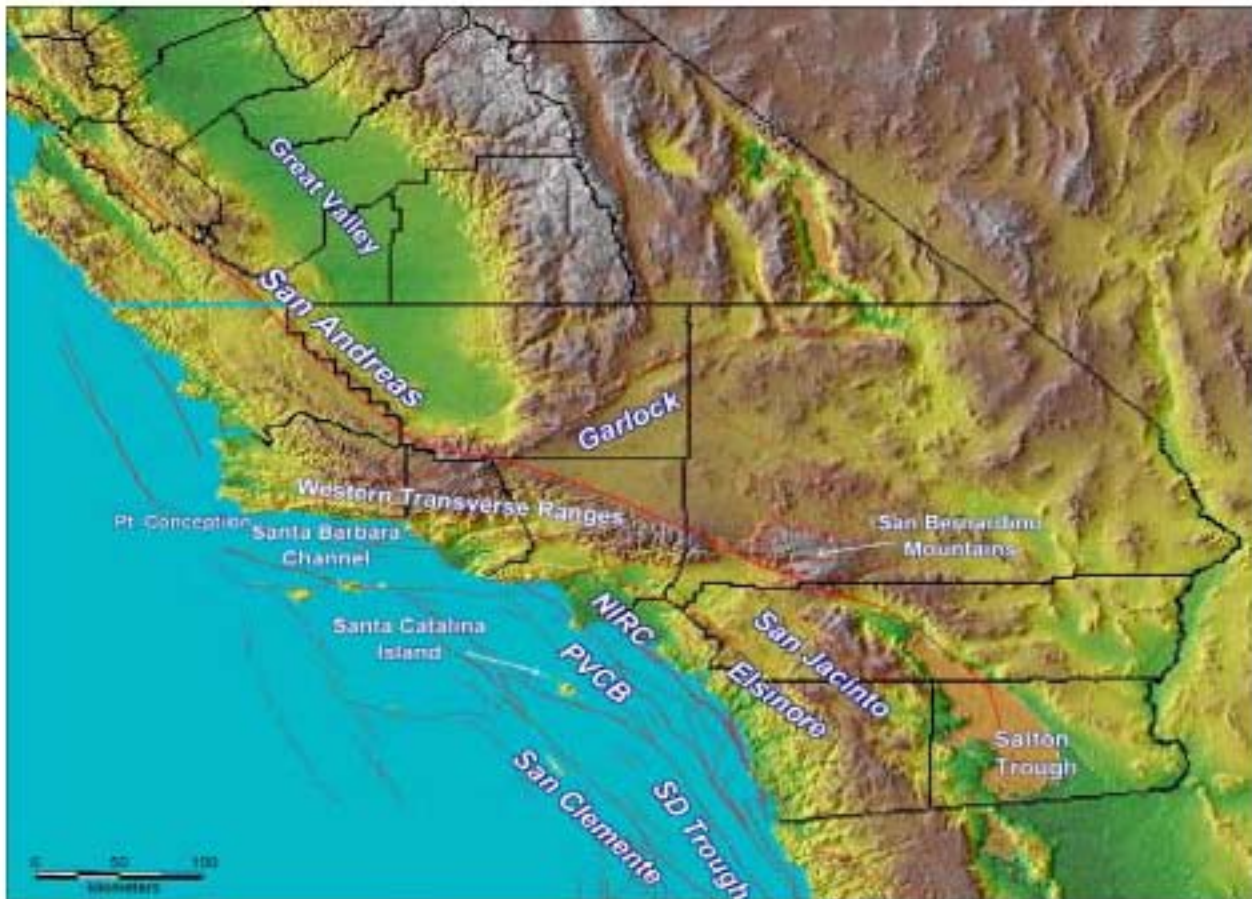 Great Valley
San Andreas
Garlock
Western Transverse Ranges
San Bernardino
Mountains
Pt. Conception
Santa Barbara
Channel
Santa Catalina
Island
NIRC
PVCB
San Jacinto
Elsinore
Salton
Trough
San Clemente
SD Trough
0 50 100
kilometers